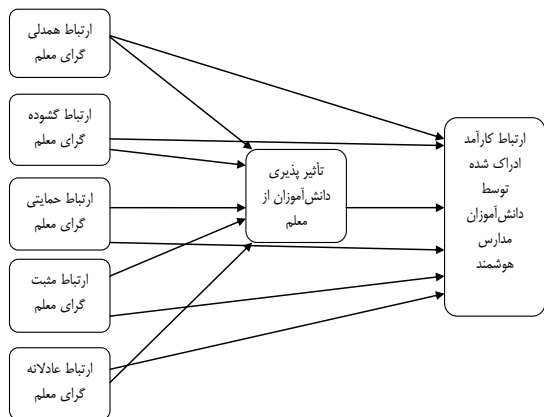 ارتباط همدلی
گرای معلم
ارتباط گشوده
گرای معلم
ارتباط حمایتی
گرای معلم
ارتباط مثبت
گرای معلم
ارتباط عادلانه
گرای معلم
تأثیر پذیری
دانش‌آموزان از
معلم
ارتباط کارآمد
ادراک شده
توسط
دانش‌آموزان
مدارس
هوشمند